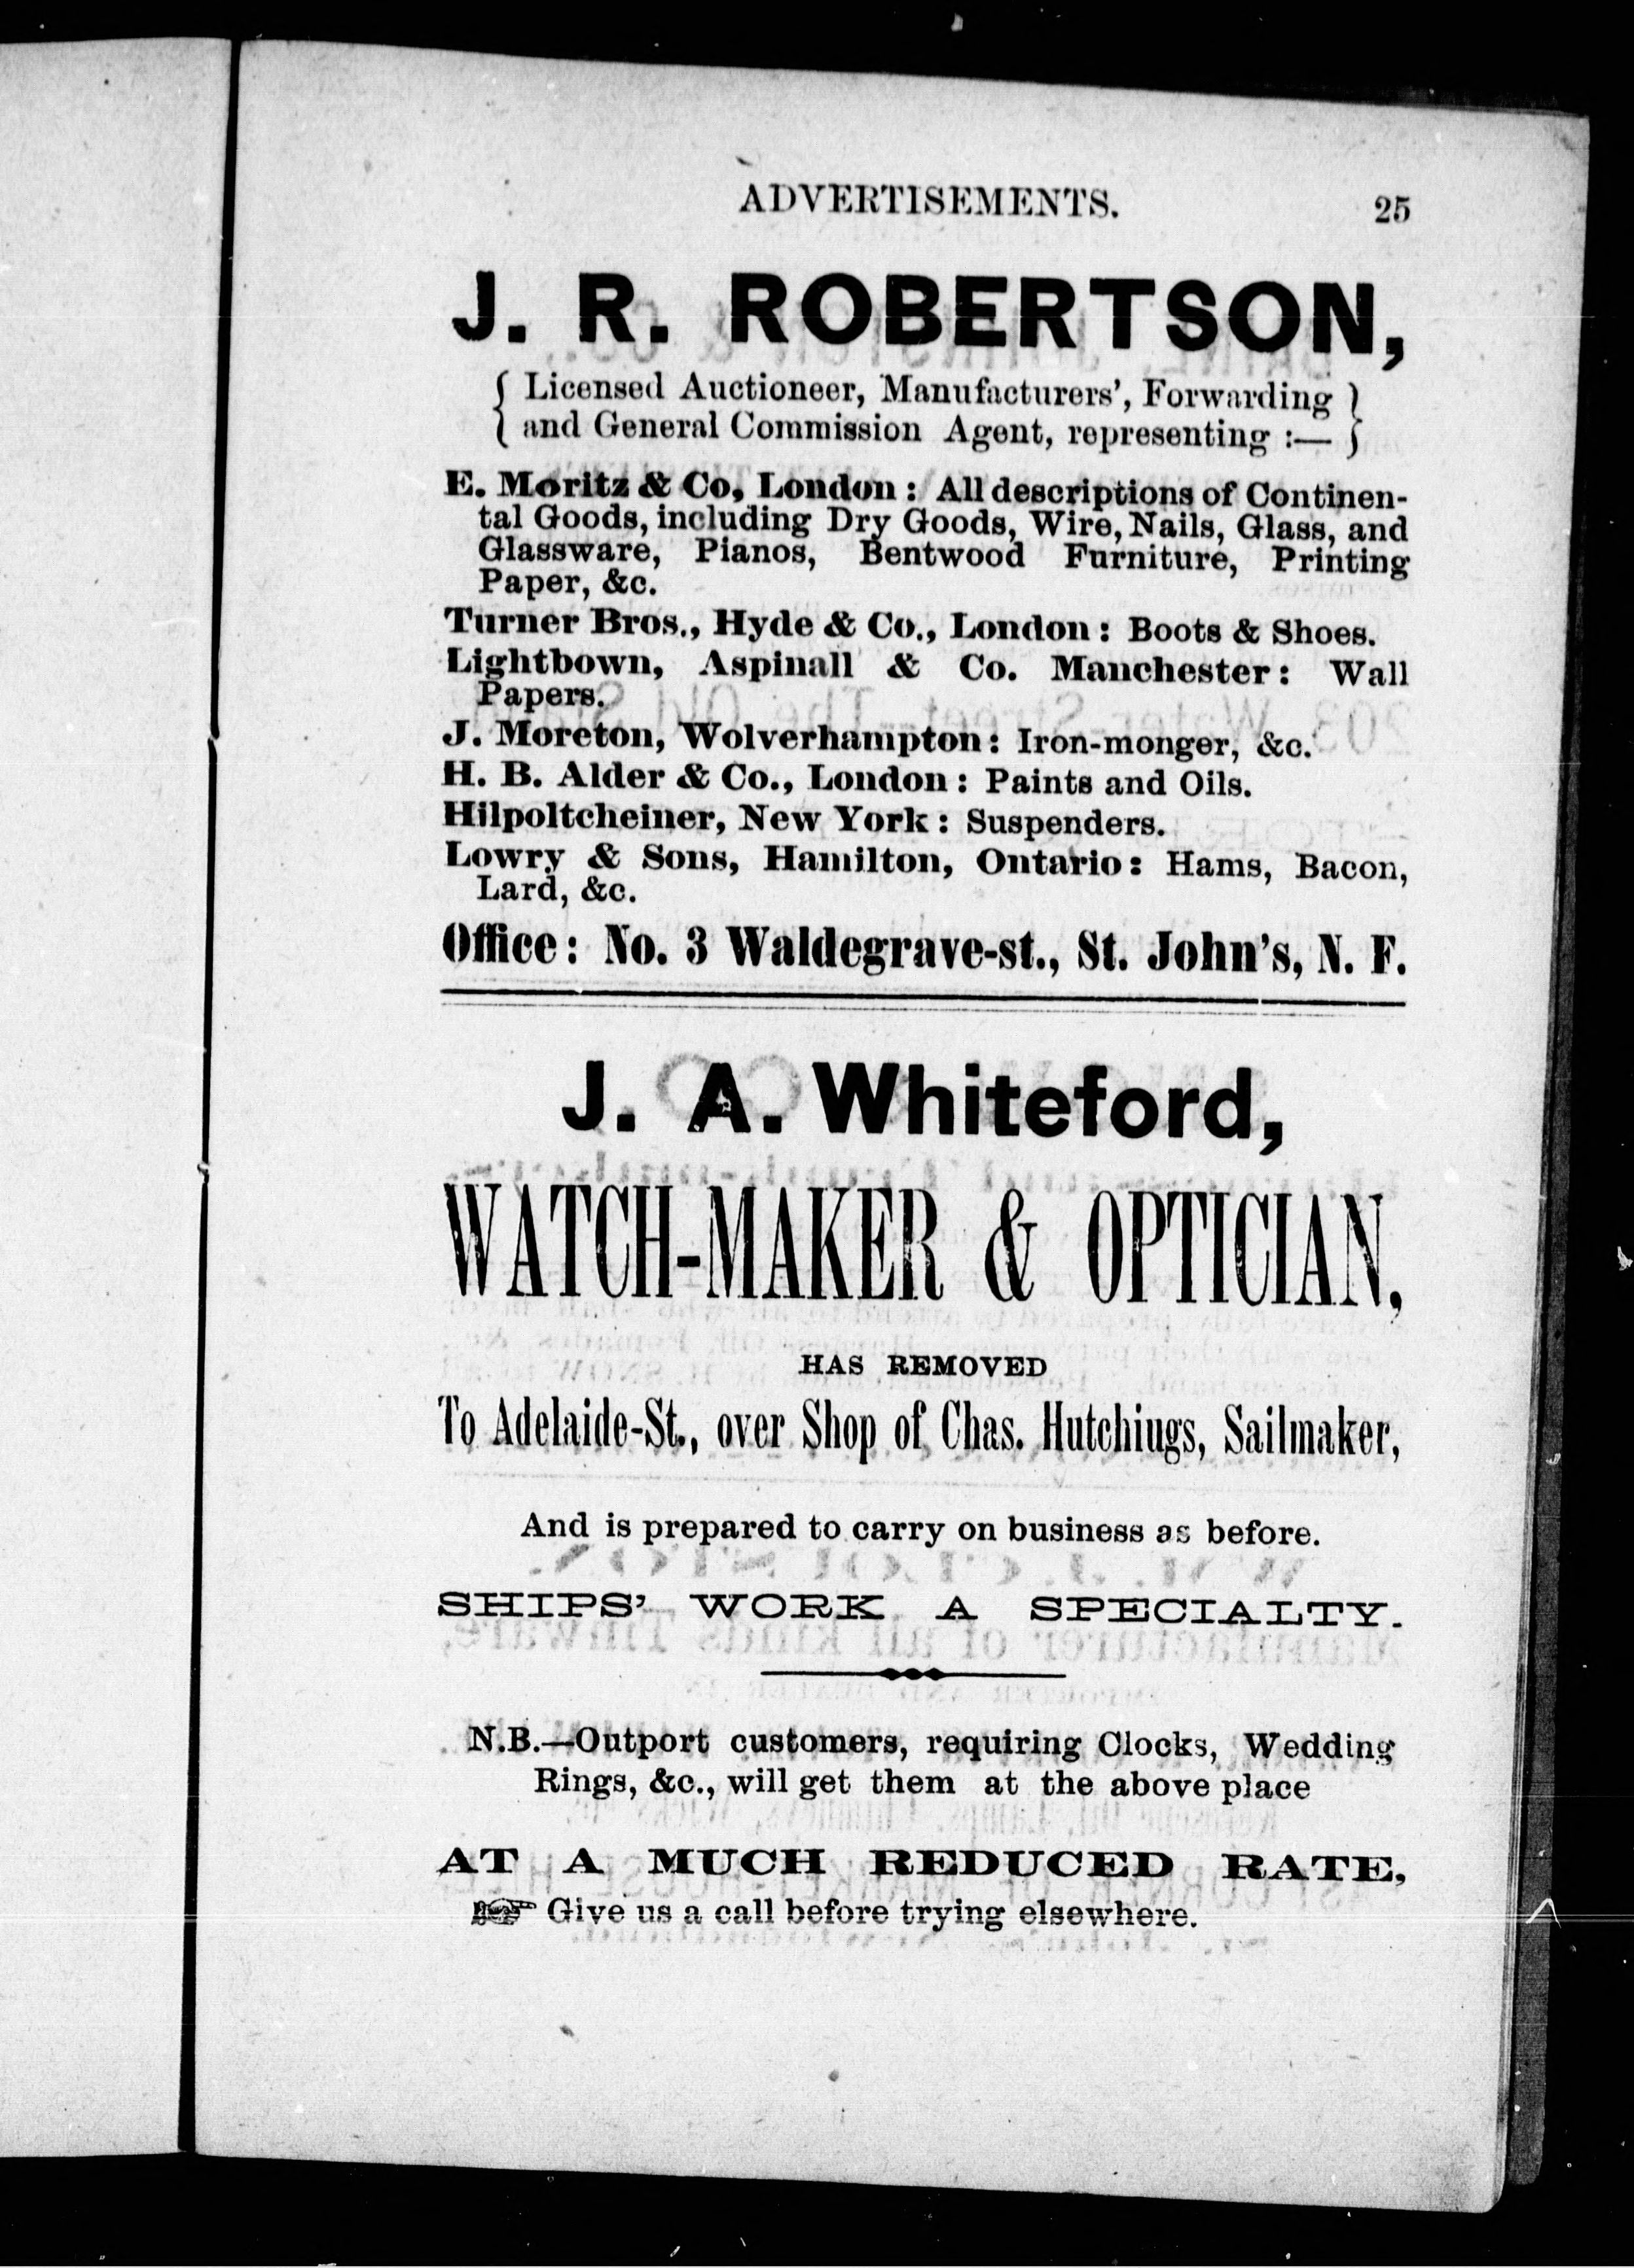 ADVERTISEMENTS. 25
J. R. ROBERTSON,
{ Licensed Auctioneer, Manufacturers', Forwarding }
{ and General Commission Agent, representing :— }
E. Moritz & Co, London : All descriptions of Continen-
tal Goods, including Dry Goods, Wire, Nails, Glass, and
Glassware, Pianos, Bentwood Furniture, Printing
Paper, &c.
Turner Bros., Hyde & Co., London : Boots & Shoes.
Lightbown, Aspinall & Co. Manchester : Wall
Papers.
J. Moreton, Wolverhampton : Iron-monger, &c.
H. B. Alder & Co., London : Paints and Oils.
Hilpoltcheiner, New York : Suspenders.
Lowry & Sons, Hamilton, Ontario : Hams, Bacon,
Lard, &c.
Office : No. 3 Waldegrave-st., St. John's, N. F.
J. A. Whiteford,
WATCH-MAKER & OPTICIAN,
HAS REMOVED
To Adelaide-St., over Shop of Chas. Hutchiugs, Sailmaker,
And is prepared to carry on business as before.
SHIPS' WORK A SPECIALTY.
N.B.—Outport customers, requiring Clocks, Wedding
Rings, &c., will get them at the above place
AT A MUCH REDUCED RATE,
☞ Give us a call before trying elsewhere.